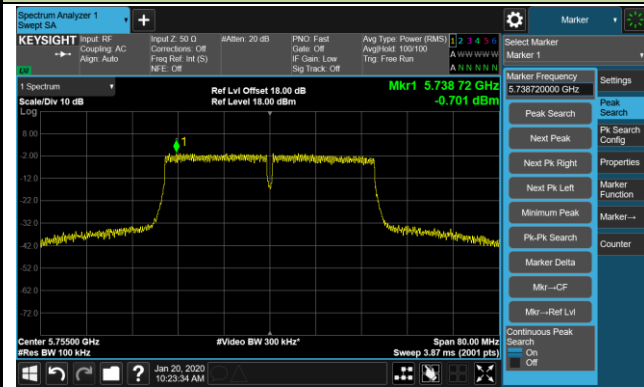 Spectrum Analyzer 1
Swept SA
Marker
KEYSIGHT
Input: RF
Coupling: AC
Align: Auto
Input Z: 50 Ω
Corrections: Off
Freq Ref: Int (S)
NFE: Off
#Atten: 20 dB
PNO: Fast
Gate: Off
IF Gain: Low
Sig Track: Off
Avg Type: Power (RMS)
Avg|Hold: 100/100
Trig: Free Run
1 2 3 4 5 6
A W W W W W
A N N N N N
Select Marker
Marker 1
1 Spectrum
Scale/Div 10 dB
Log
Ref Lvl Offset 18.00 dB
Ref Level 18.00 dBm
Mkr1 5.738 72 GHz
-0.701 dBm
8.00
-2.00
-12.0
-22.0
-32.0
-42.0
-52.0
-62.0
-72.0
1
Center 5.75500 GHz
#Res BW 100 kHz
#Video BW 300 kHz*
Span 80.00 MHz
Sweep 3.87 ms (2001 pts)
Marker Frequency
5.738720000 GHz
Peak Search
Next Peak
Next Pk Right
Next Pk Left
Minimum Peak
Pk-Pk Search
Marker Delta
Mkr→CF
Mkr→Ref Lvl
Continuous Peak
Search
On
Off
Settings
Peak
Search
Pk Search
Config
Properties
Marker
Function
Marker→
Counter
Jan 20, 2020
10:23:34 AM